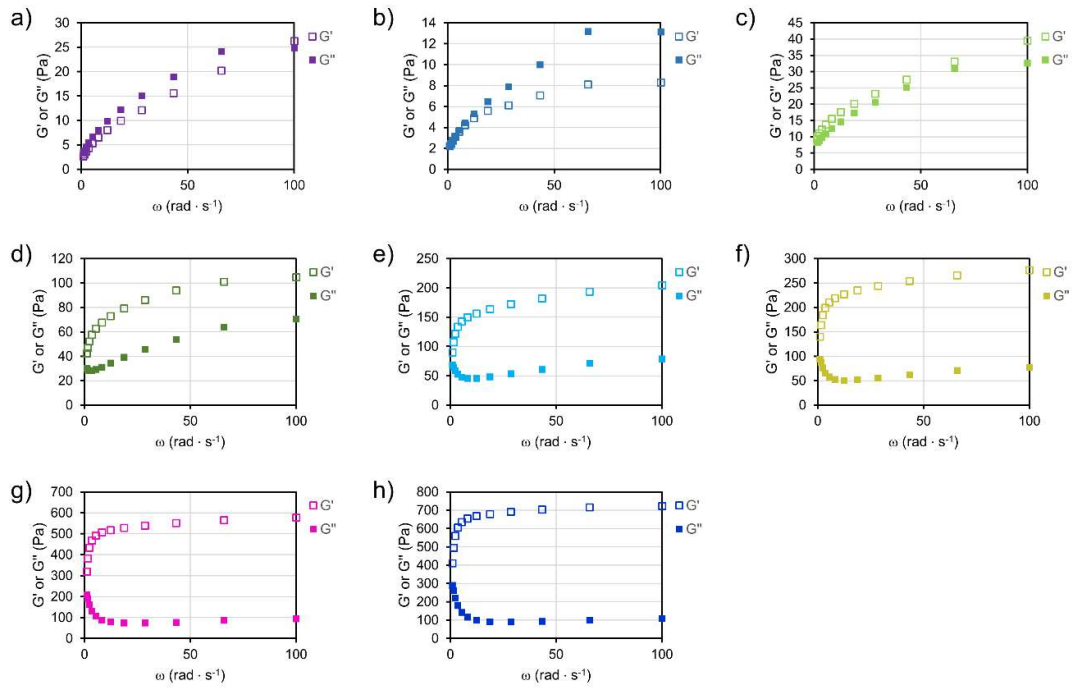 a)
G' or G'' (Pa)
30
25
20
15
10
5
0
0 50 100
ω (rad · s⁻¹)
G'
G''
b)
G' or G'' (Pa)
14
12
10
8
6
4
2
0
0 50 100
ω (rad · s⁻¹)
G'
G''
c)
G' or G'' (Pa)
45
40
35
30
25
20
15
10
5
0
0 50 100
ω (rad · s⁻¹)
G'
G''
d)
G' or G'' (Pa)
120
100
80
60
40
20
0
0 50 100
ω (rad · s⁻¹)
G'
G''
e)
G' or G'' (Pa)
250
200
150
100
50
0
0 50 100
ω (rad · s⁻¹)
G'
G''
f)
G' or G'' (Pa)
300
250
200
150
100
50
0
0 50 100
ω (rad · s⁻¹)
G'
G''
g)
G' or G'' (Pa)
700
600
500
400
300
200
100
0
0 50 100
ω (rad · s⁻¹)
G'
G''
h)
G' or G'' (Pa)
800
700
600
500
400
300
200
100
0
0 50 100
ω (rad · s⁻¹)
G'
G''